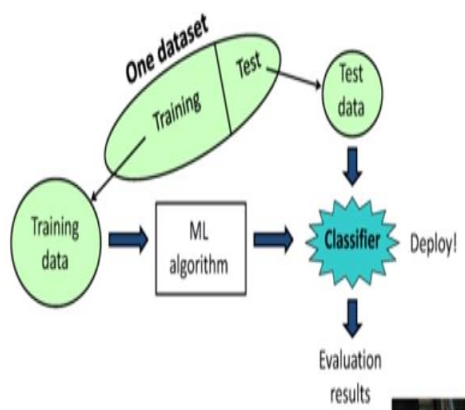 One dataset
Training
Test
Test
data
Training
data
ML
algorithm
Classifier
Deploy!
Evaluation
results